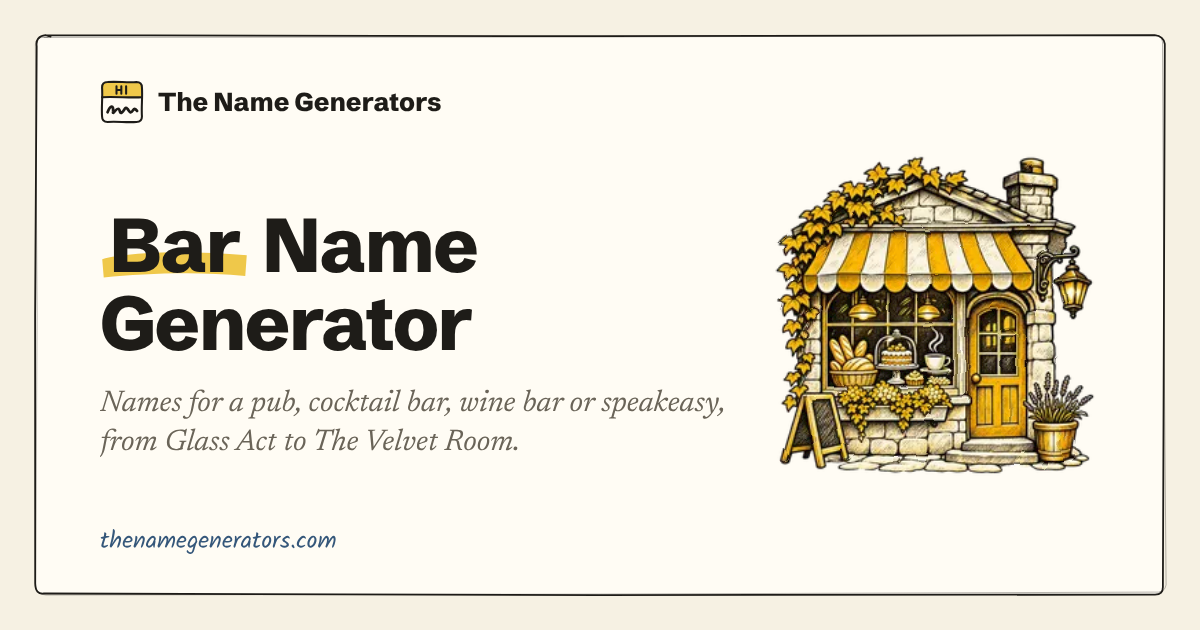 HI
The Name Generators
Bar Name
Generator
Names for a pub, cocktail bar, wine bar or speakeasy,
from Glass Act to The Velvet Room.
thenamegenerators.com